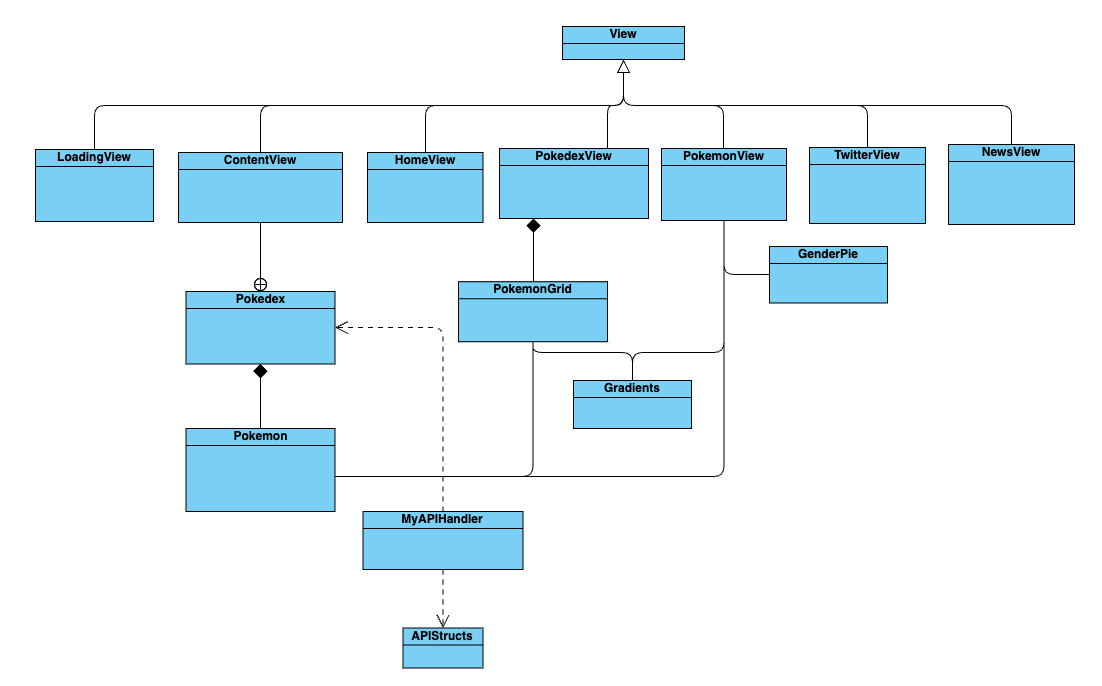 View
LoadingView
ContentView
HomeView
PokedexView
PokemonView
TwitterView
NewsView
GenderPie
Pokedex
PokemonGrid
Gradients
Pokemon
MyAPIHandler
APIStructs